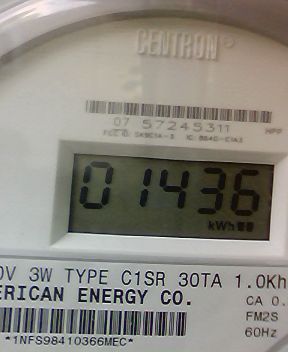 CENTRON®
07 57245311
HPP
01436
kWh
0V 3W TYPE C1SR 30TA 1.0Kh
ERICAN ENERGY CO.
CA 0.
FM2S
60Hz
*1NFS98410366MEC*